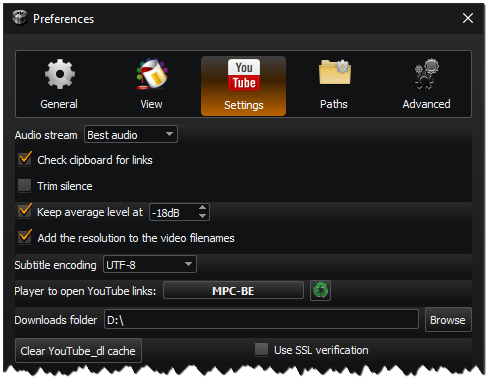 Preferences
You
Tube
General View Settings Paths Advanced
Audio stream Best audio
Check clipboard for links
Trim silence
Keep average level at -18dB
Add the resolution to the video filenames
Subtitle encoding UTF-8
Player to open YouTube links: MPC-BE
Downloads folder D:\ Browse
Clear YouTube_dl cache Use SSL verification